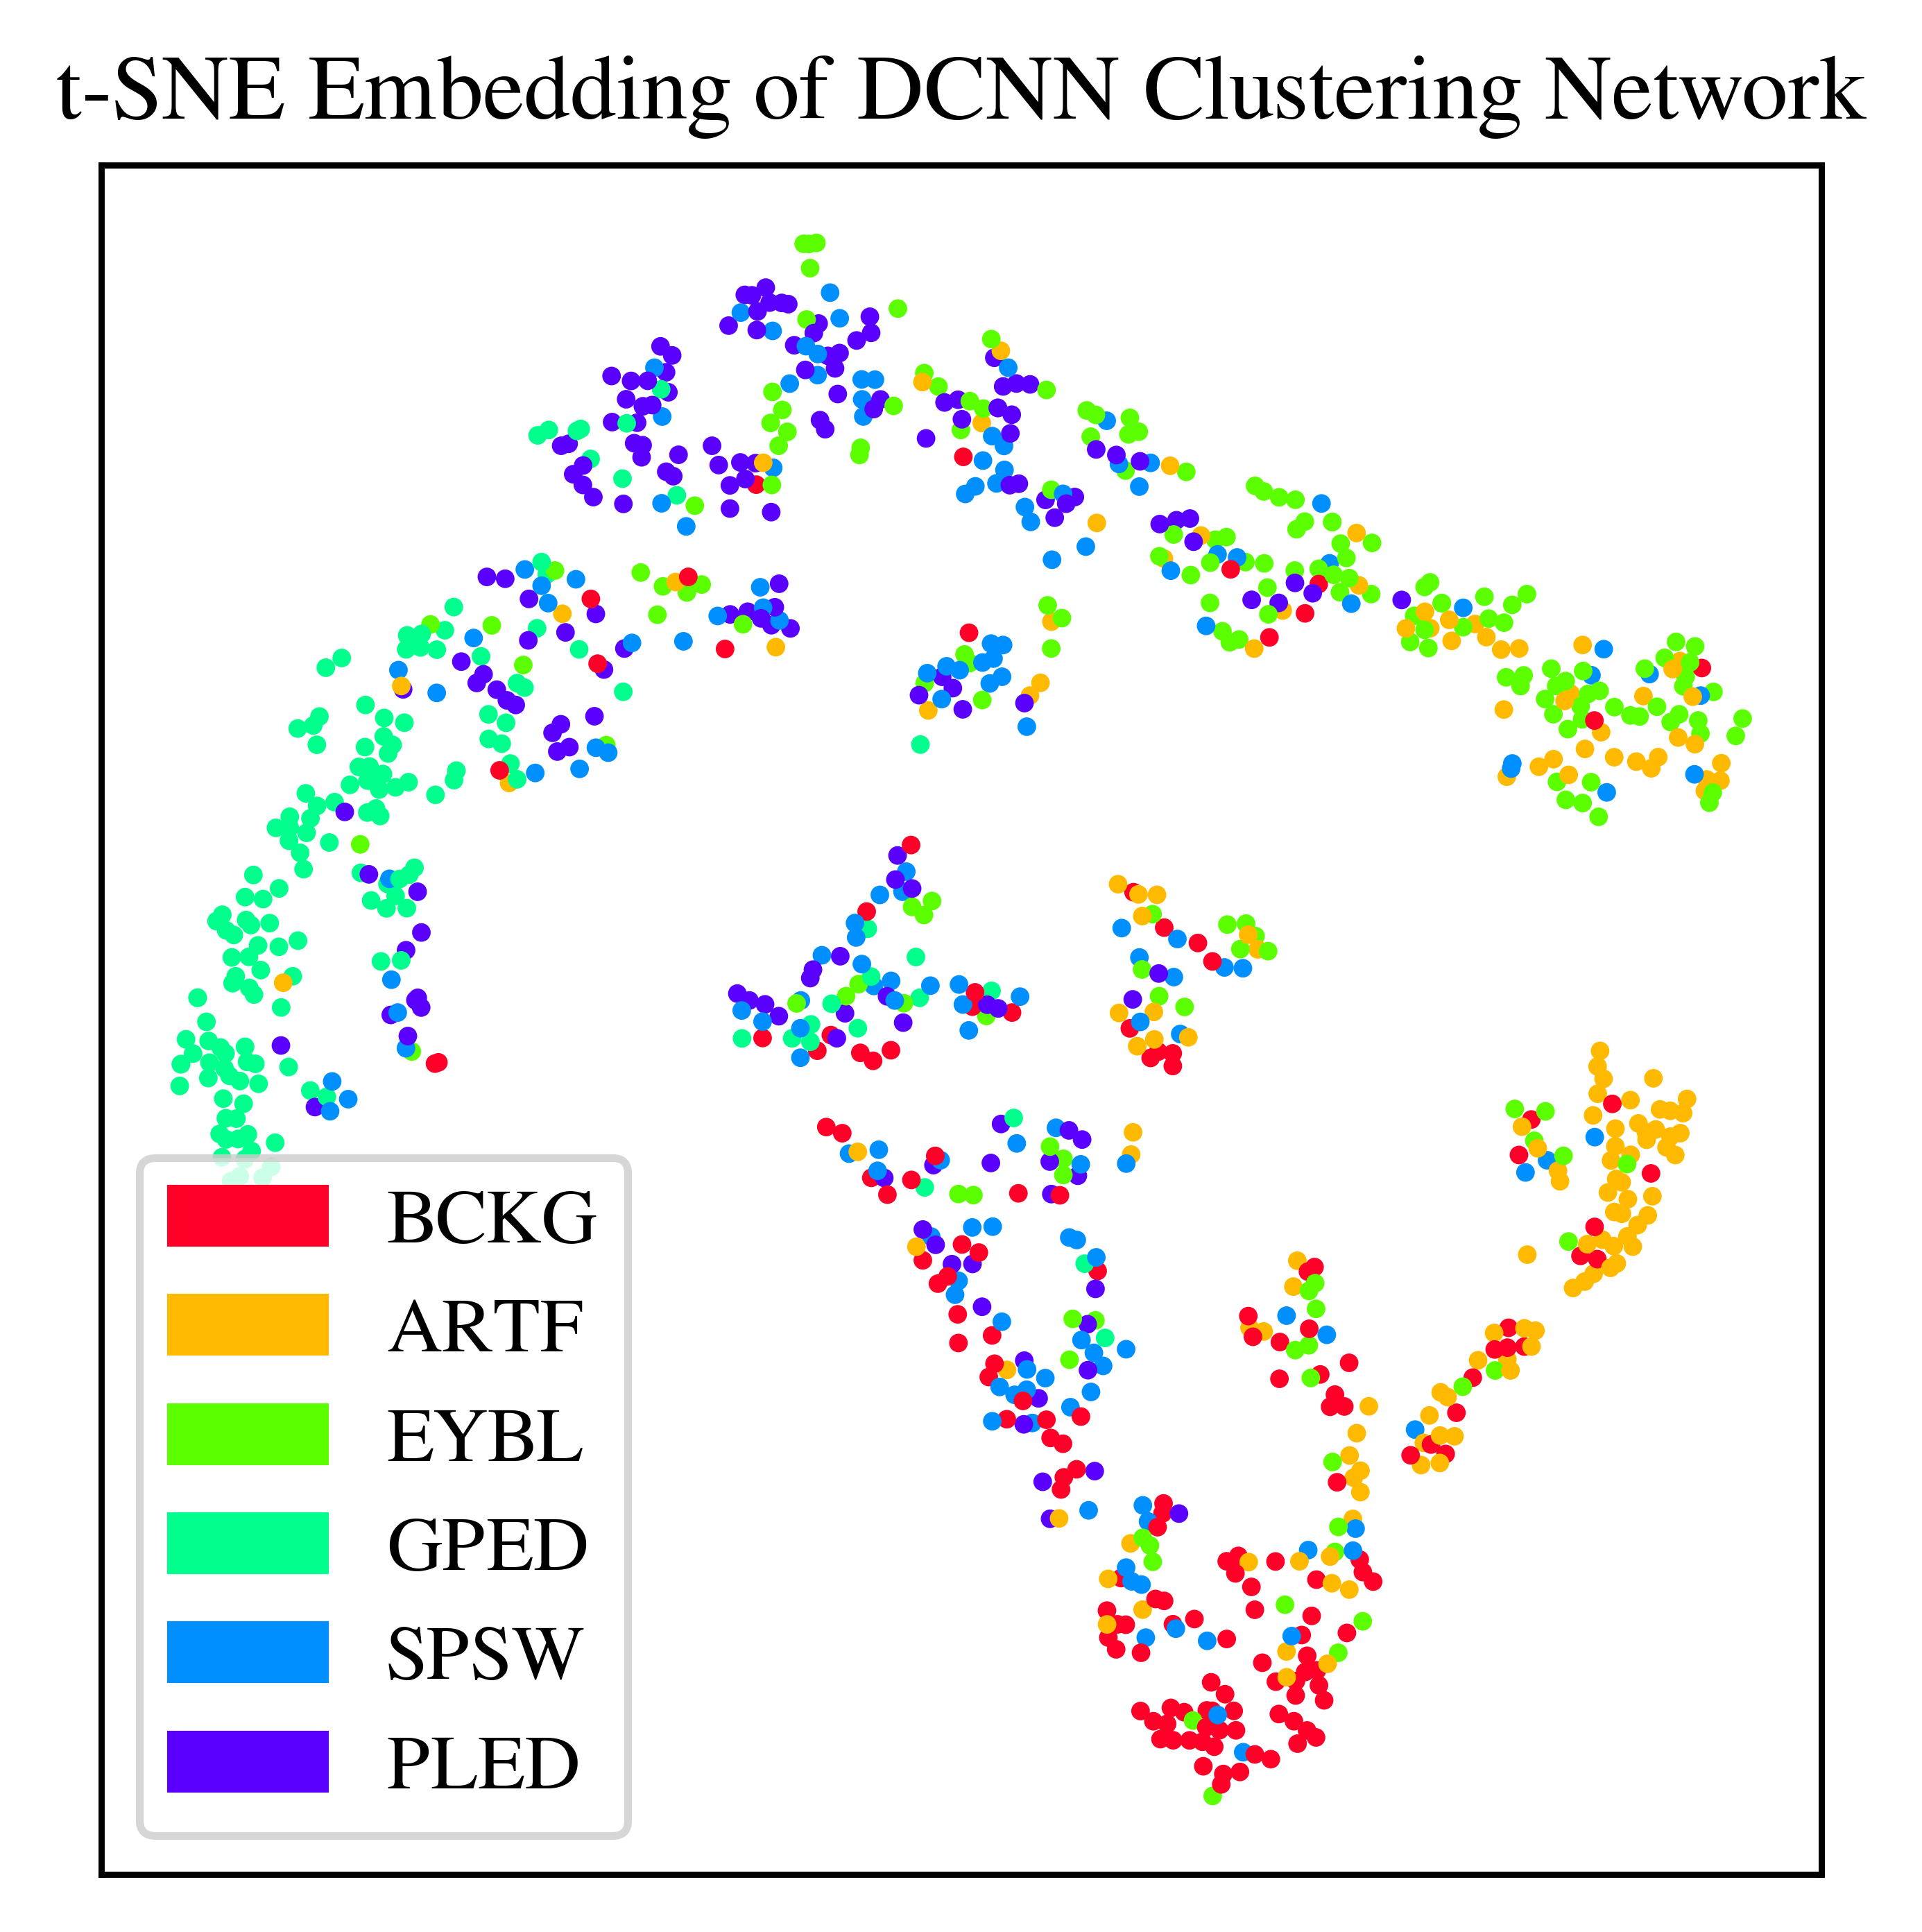 t-SNE Embedding of DCNN Clustering Network
BCKG
ARTF
EYBL
GPED
SPSW
PLED